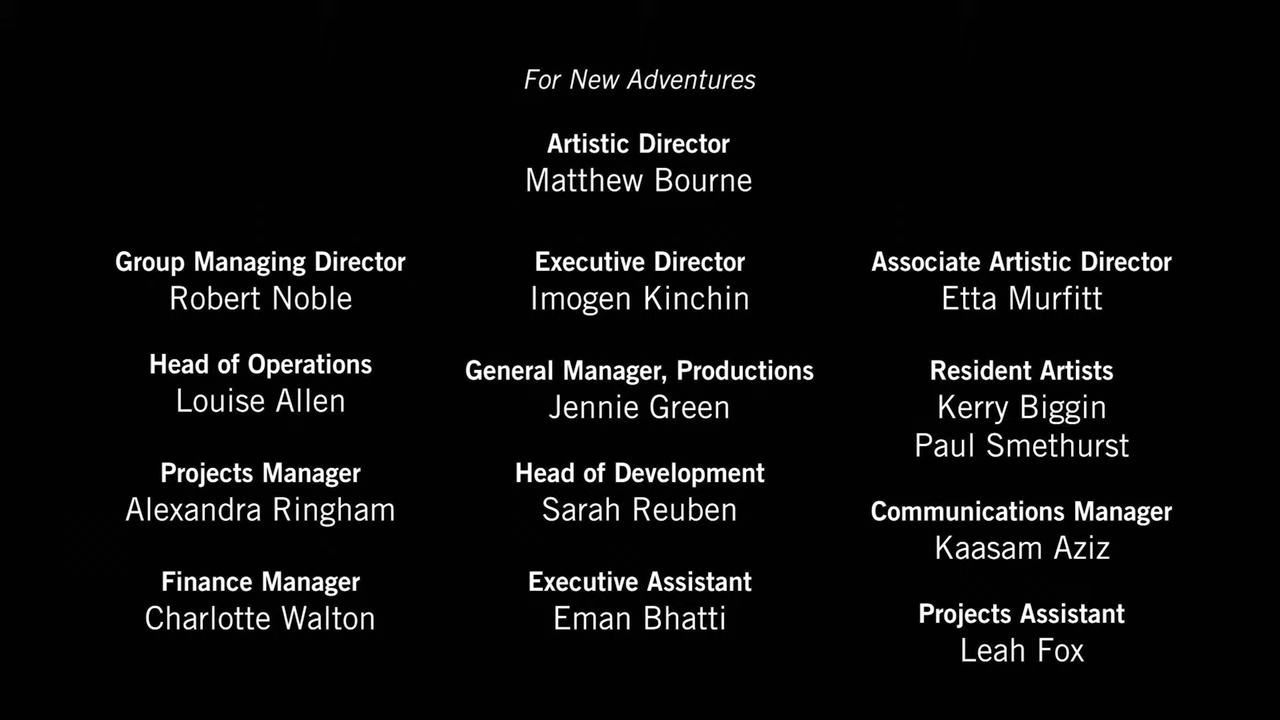 For New Adventures
Artistic Director
Matthew Bourne
Group Managing Director
Robert Noble
Head of Operations
Louise Allen
Projects Manager
Alexandra Ringham
Finance Manager
Charlotte Walton
Executive Director
Imogen Kinchin
General Manager, Productions
Jennie Green
Head of Development
Sarah Reuben
Executive Assistant
Eman Bhatti
Associate Artistic Director
Etta Murfitt
Resident Artists
Kerry Biggin
Paul Smethurst
Communications Manager
Kaasam Aziz
Projects Assistant
Leah Fox